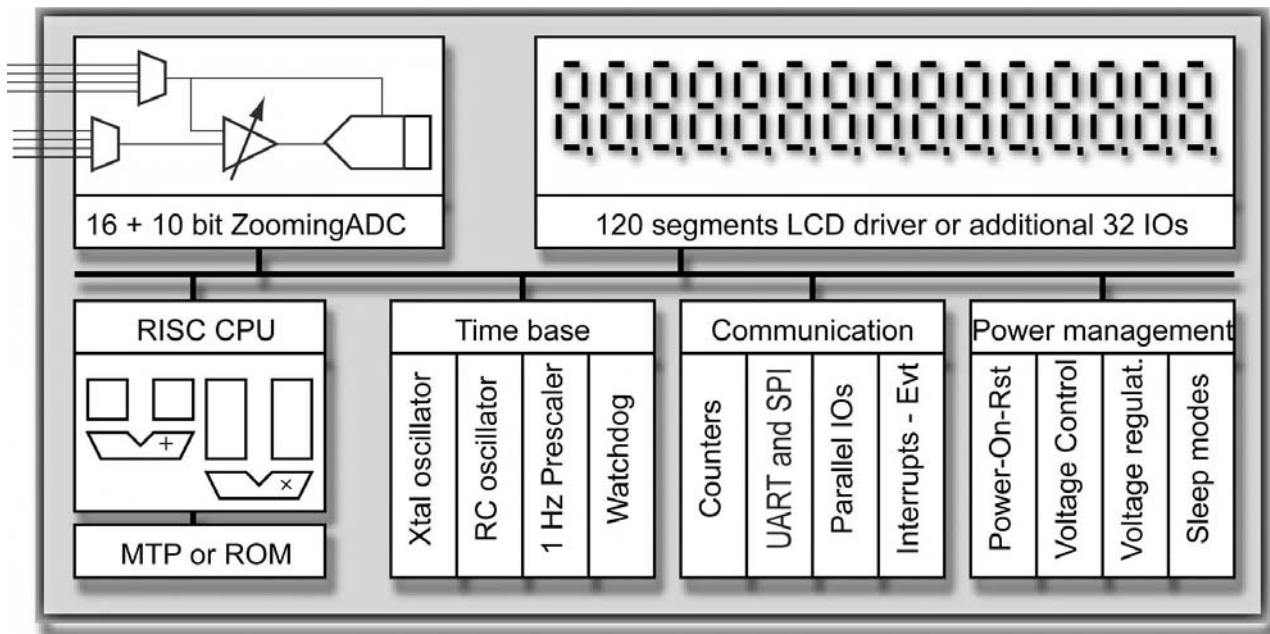 16 + 10 bit ZoomingADC
120 segments LCD driver or additional 32 IOs
RISC CPU
+
×
MTP or ROM
Time base
Xtal oscillator
RC oscillator
1 Hz Prescaler
Watchdog
Communication
Counters
UART and SPI
Parallel IOs
Interrupts - Evt
Power management
Power-On-Rst
Voltage Control
Voltage regulat.
Sleep modes